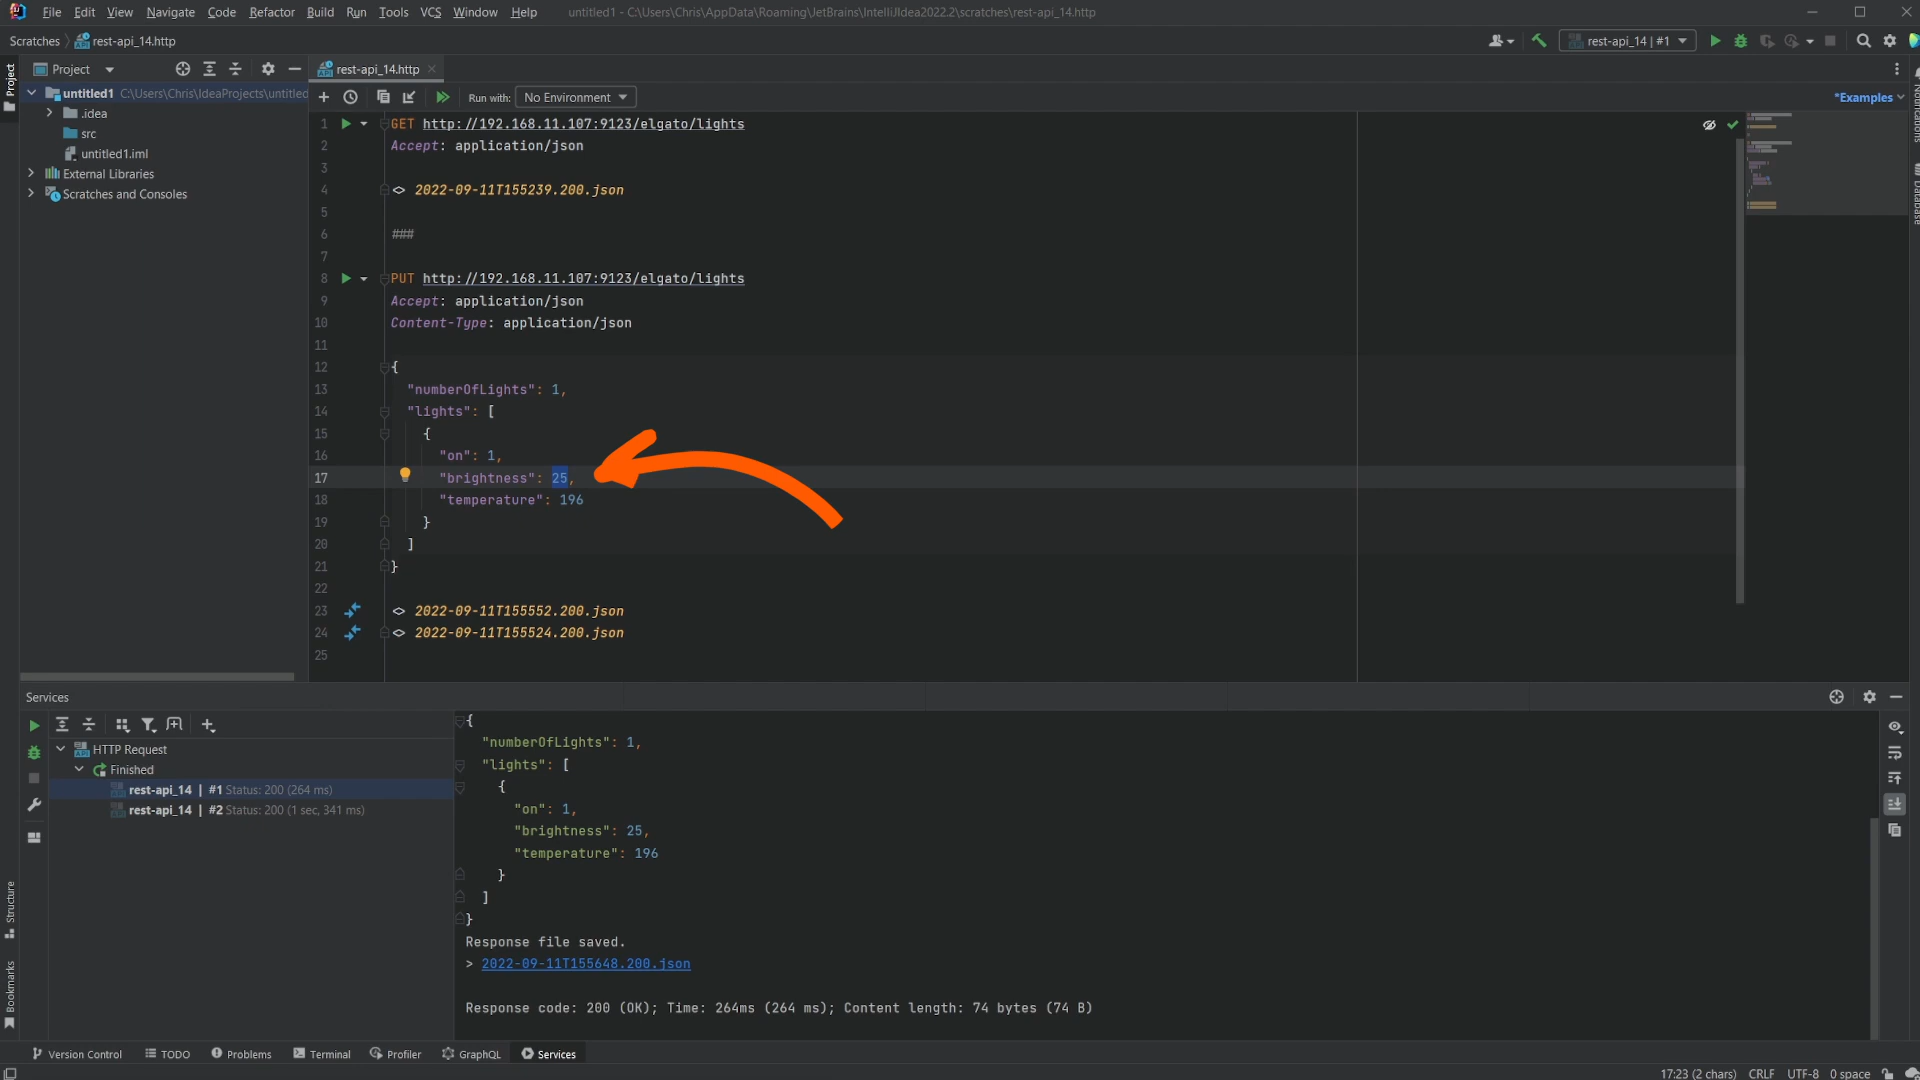 File Edit View Navigate Code Refactor Build Run Tools VCS Window Help untitled1 - C:\Users\Chris\AppData\Roaming\JetBrains\IntelliJIdea2022.2\scratches\rest-api_14.http
Scratches rest-api_14.http rest-api_14 | #1
Project Project rest-api_14.http
untitled1 C:\Users\Chris\IdeaProjects\untitled
Run with: No Environment *Examples
.idea
src
untitled1.iml
External Libraries
Scratches and Consoles
Notifications
Database
1 GET http://192.168.11.107:9123/elgato/lights
2 Accept: application/json
3
4 <> 2022-09-11T155239.200.json
5
6 ###
7
8 PUT http://192.168.11.107:9123/elgato/lights
9 Accept: application/json
10 Content-Type: application/json
11
12 {
13 "numberOfLights": 1,
14 "lights": [
15 {
16 "on": 1,
17 "brightness": 25,
18 "temperature": 196
19 }
20 ]
21 }
22
23 <> 2022-09-11T155552.200.json
24 <> 2022-09-11T155524.200.json
25
Services
HTTP Request
Finished
rest-api_14 | #1 Status: 200 (264 ms)
rest-api_14 | #2 Status: 200 (1 sec, 341 ms)
{
"numberOfLights": 1,
"lights": [
{
"on": 1,
"brightness": 25,
"temperature": 196
}
]
}
Response file saved.
> 2022-09-11T155648.200.json
Response code: 200 (OK); Time: 264ms (264 ms); Content length: 74 bytes (74 B)
Structure
Bookmarks
Version Control TODO Problems Terminal Profiler GraphQL Services
17:23 (2 chars) CRLF UTF-8 0 space